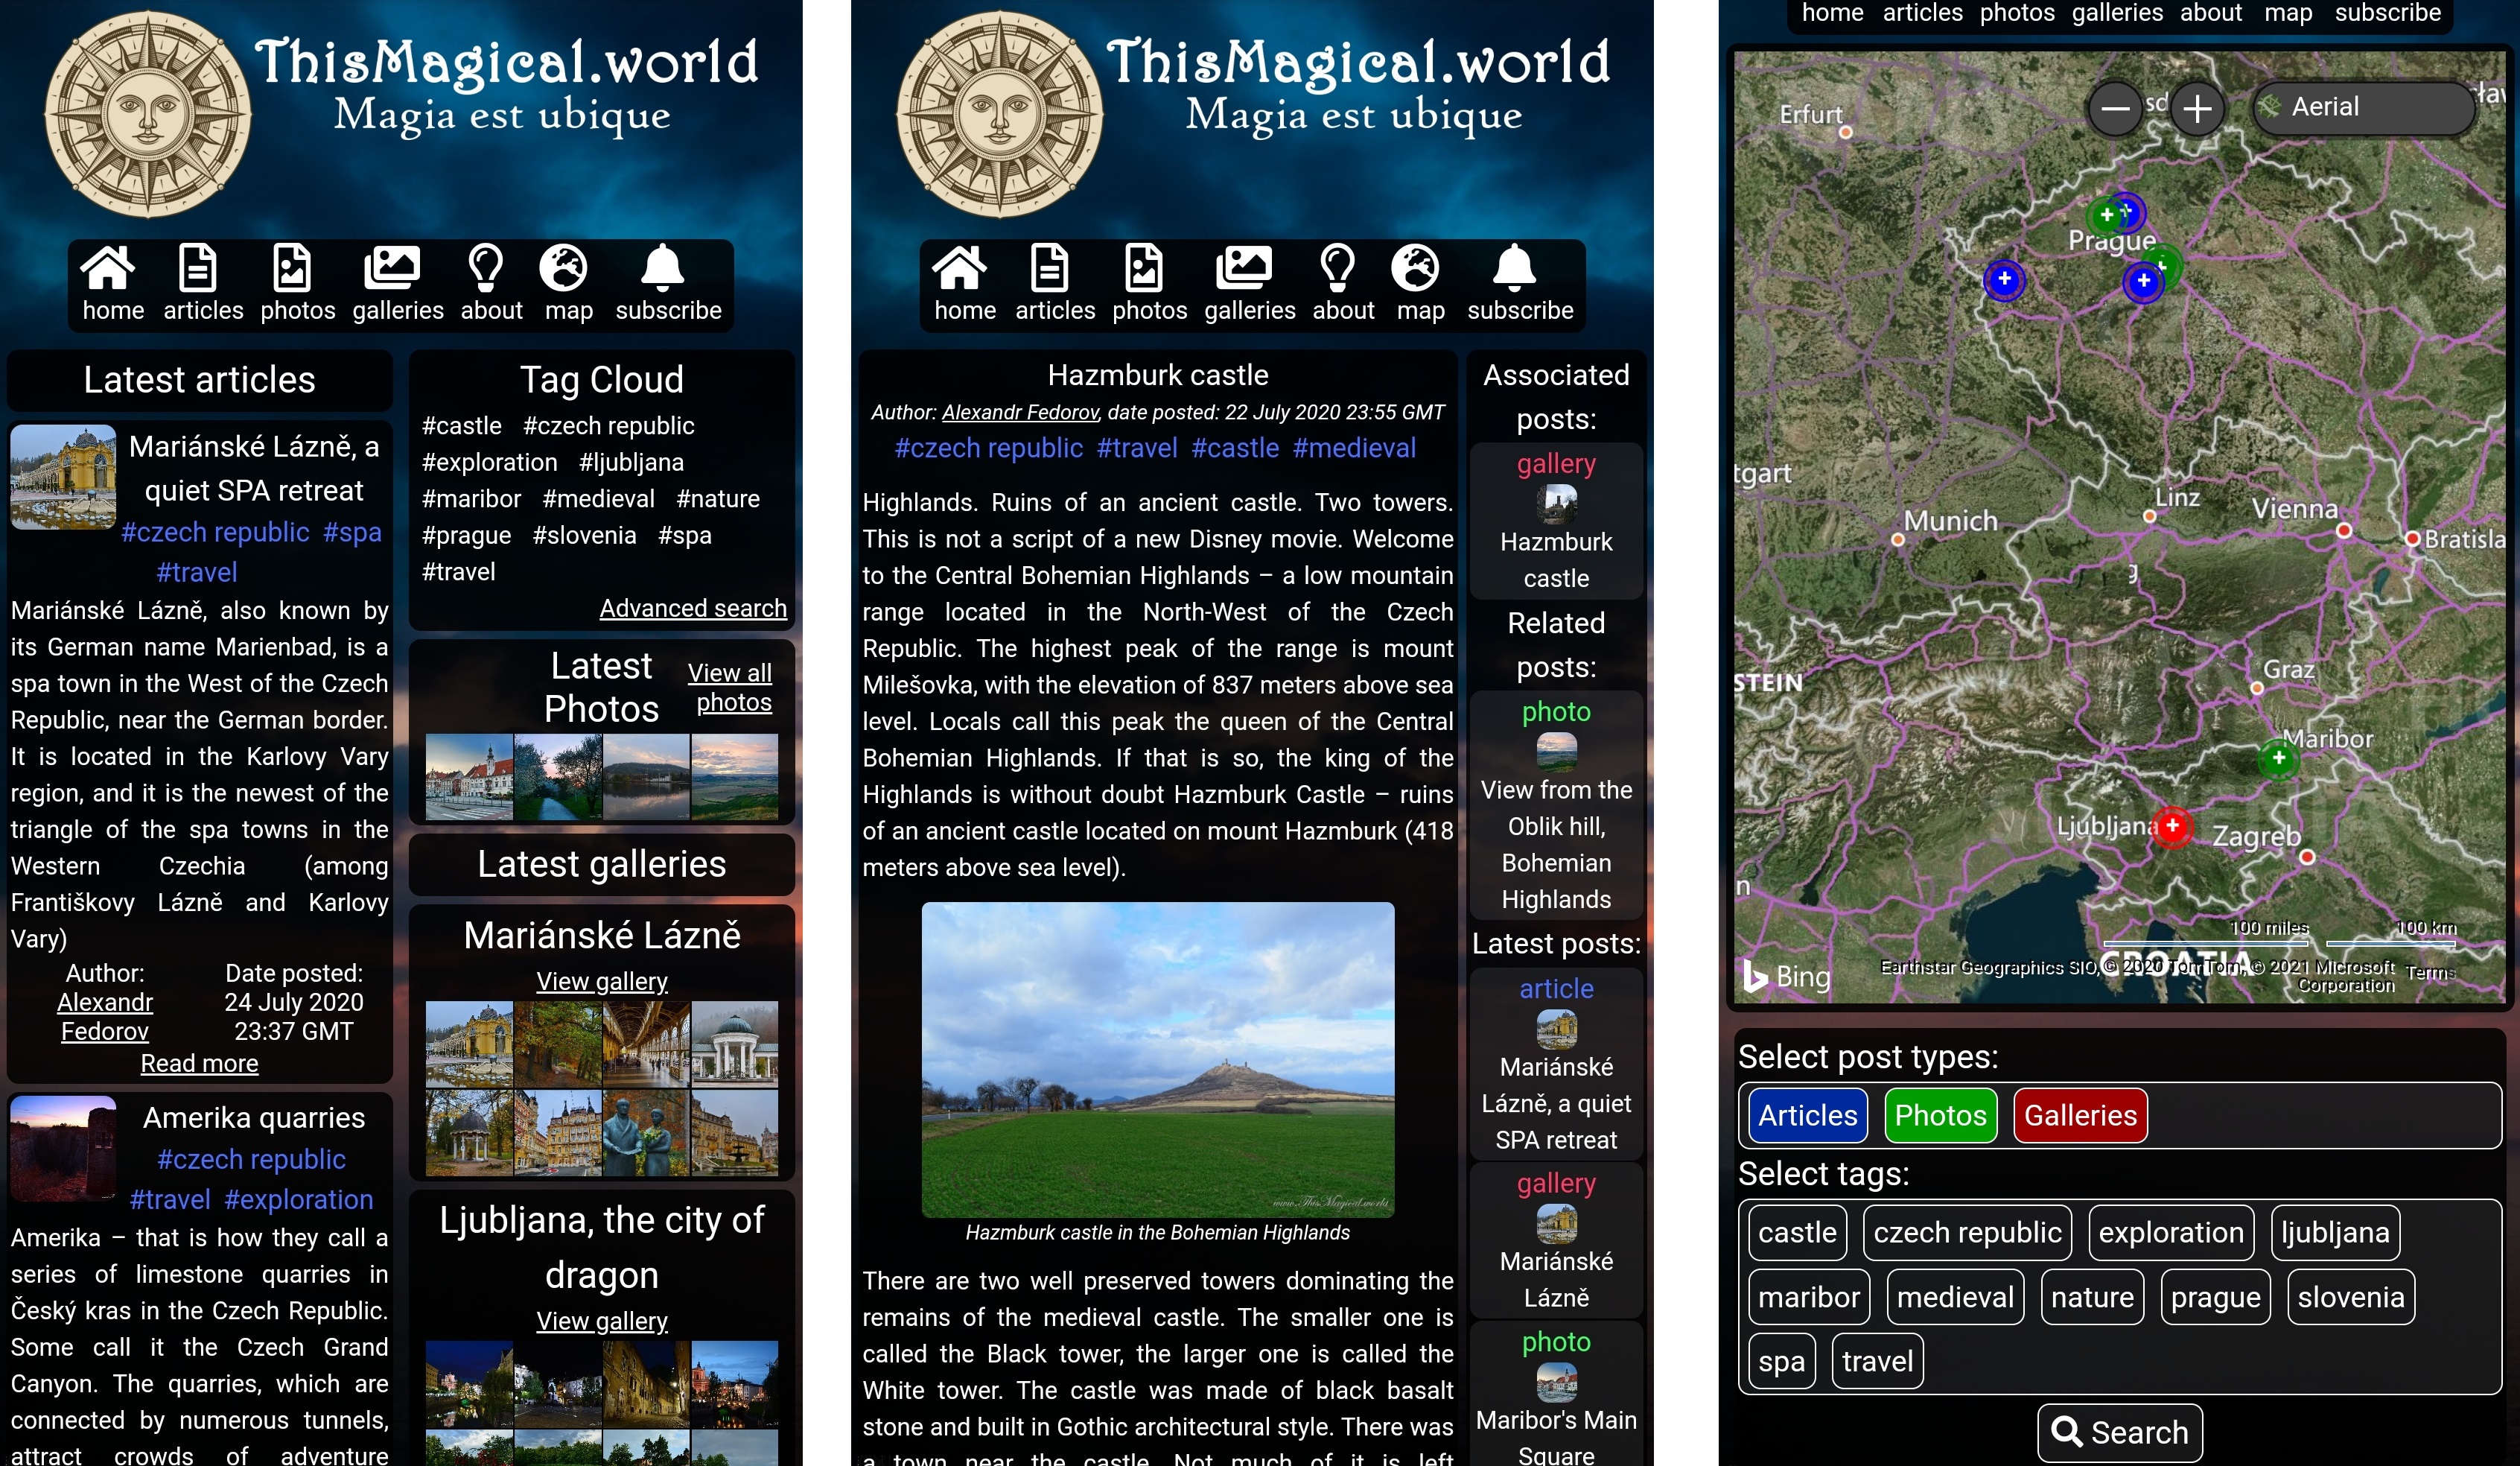 ThisMagical.world
Magia est ubique
home articles photos galleries about map subscribe
Latest articles
Mariánské Lázně, a
quiet SPA retreat
#czech republic #spa
#travel
Mariánské Lázně, also known by
its German name Marienbad, is a
spa town in the West of the Czech
Republic, near the German border.
It is located in the Karlovy Vary
region, and it is the newest of the
triangle of the spa towns in the
Western Czechia (among
Františkovy Lázně and Karlovy
Vary)
Author:
Alexandr
Fedorov
Date posted:
24 July 2020
23:37 GMT
Read more
Amerika quarries
#czech republic
#travel #exploration
Amerika – that is how they call a
series of limestone quarries in
Český kras in the Czech Republic.
Some call it the Czech Grand
Canyon. The quarries, which are
connected by numerous tunnels,
attract crowds of adventure
Tag Cloud
#castle #czech republic
#exploration #ljubljana
#maribor #medieval #nature
#prague #slovenia #spa
#travel
Advanced search
Latest
Photos
View all
photos
Latest galleries
Mariánské Lázně
View gallery
Ljubljana, the city of
dragon
View gallery
ThisMagical.world
Magia est ubique
home articles photos galleries about map subscribe
Hazmburk castle
Author: Alexandr Fedorov, date posted: 22 July 2020 23:55 GMT
#czech republic #travel #castle #medieval
Highlands. Ruins of an ancient castle. Two towers.
This is not a script of a new Disney movie. Welcome
to the Central Bohemian Highlands – a low mountain
range located in the North-West of the Czech
Republic. The highest peak of the range is mount
Milešovka, with the elevation of 837 meters above sea
level. Locals call this peak the queen of the Central
Bohemian Highlands. If that is so, the king of the
Highlands is without doubt Hazmburk Castle – ruins
of an ancient castle located on mount Hazmburk (418
meters above sea level).
www.ThisMagical.world
Hazmburk castle in the Bohemian Highlands
There are two well preserved towers dominating the
remains of the medieval castle. The smaller one is
called the Black tower, the larger one is called the
White tower. The castle was made of black basalt
stone and built in Gothic architectural style. There was
a town near the castle. Not much of it is left
Associated
posts:
gallery
Hazmburk
castle
Related
posts:
photo
View from the
Oblik hill,
Bohemian
Highlands
Latest posts:
article
Mariánské
Lázně, a quiet
SPA retreat
gallery
Mariánské
Lázně
photo
Maribor's Main
Square
home articles photos galleries about map subscribe
Aerial
Erfurt
Prague
tgart
Munich
Linz
Vienna
Bratisla
g
STEIN
Graz
Maribor
Ljubljana
Zagreb
n
100 miles 100 km
CROATIA
Bing
Earthstar Geographics SIO, © 2020 TomTom, © 2021 Microsoft
Corporation
Terms
Select post types:
Articles Photos Galleries
Select tags:
castle czech republic exploration ljubljana
maribor medieval nature prague slovenia
spa travel
Search